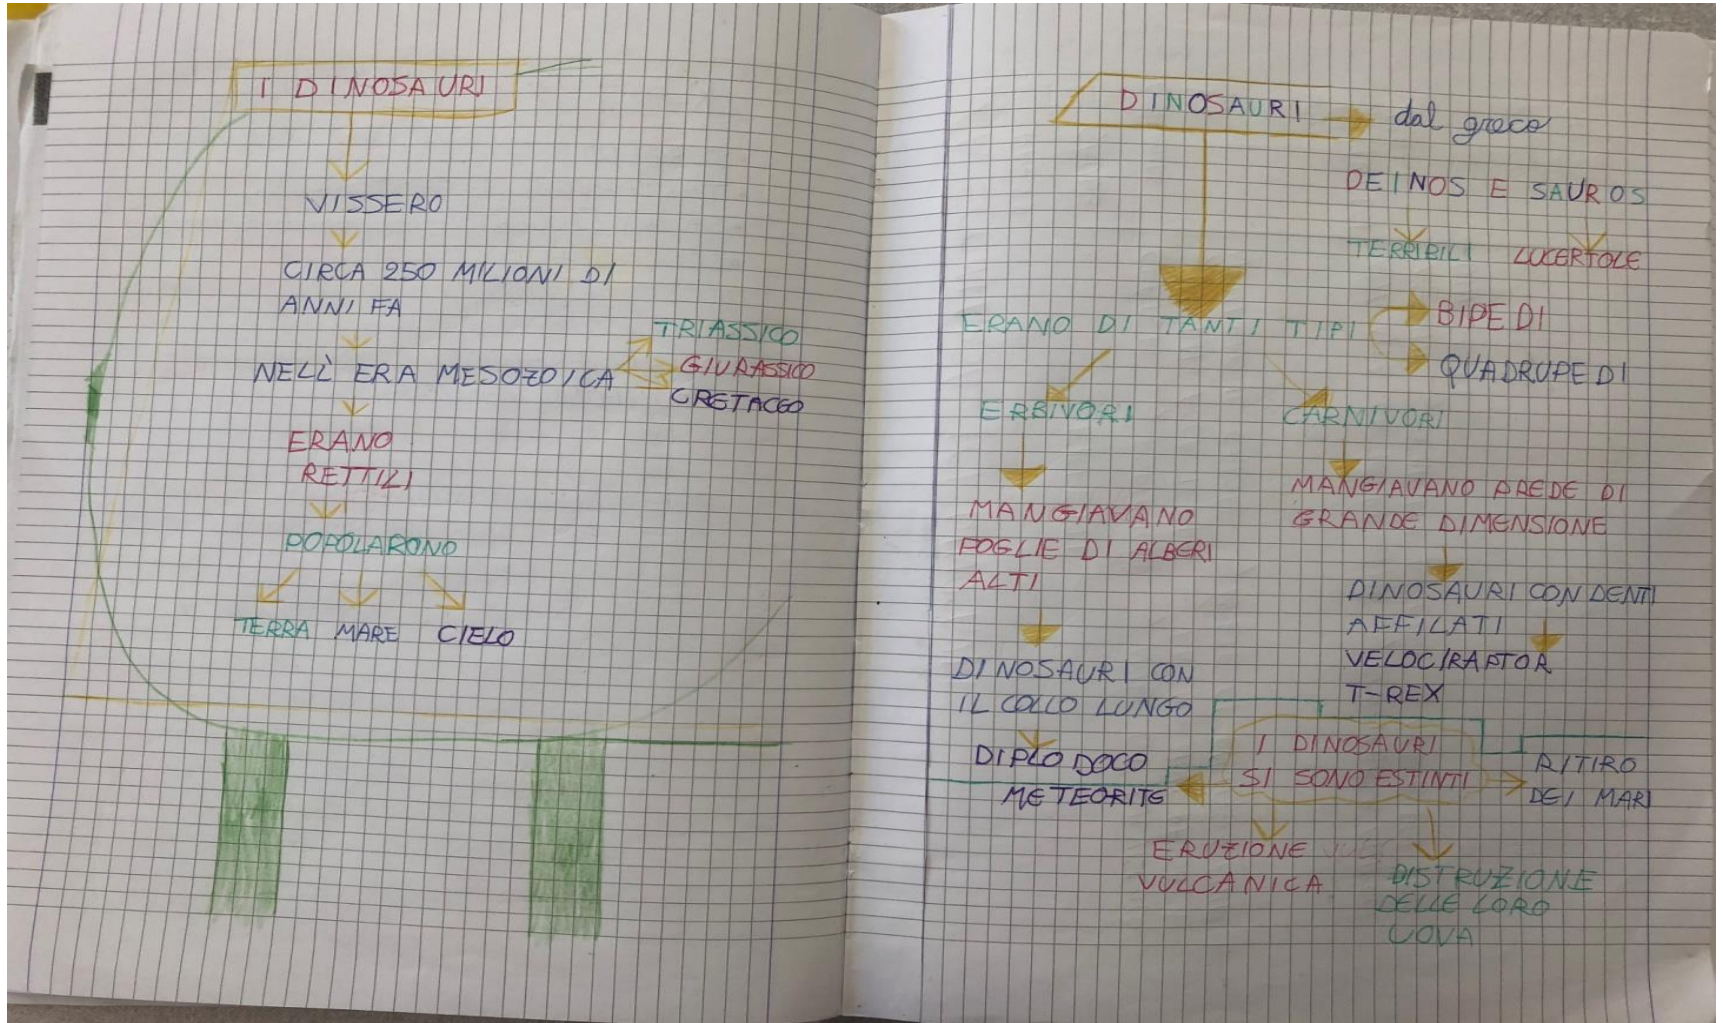 I DINOSAURI
VISSERO
CIRCA 250 MILIONI DI
ANNI FA
NELLÌ ERA MESOZOICA
TRIASSICO
GIURASSICO
CRETACEO
ERANO
RETTILI
POPOLARONO
TERRA MARE CIELO
DINOSAURI dal greco
DEINOS E SAUROS
TERRIBILI LUCERTOLE
ERANO DI TANTI TIPI
BIPEDI
QUADRUPEDI
ERBIVORI CARNIVORI
MANGIAVANO
FOGLIE DI ALBERI
ALTI
DINOSAURI CON
IL COLLO LUNGO
DIPLODOCO
MANGIAVANO PREDE DI
GRANDE DIMENSIONE
DINOSAURI CON DENTI
AFFILATI
VELOCIRAPTOR
T-REX
I DINOSAURI
SI SONO ESTINTI
METEORITE
ERUZIONE
VULCANICA
DISTRUZIONE
DELLE LORO
UOVA
RITIRO
DEI MARI